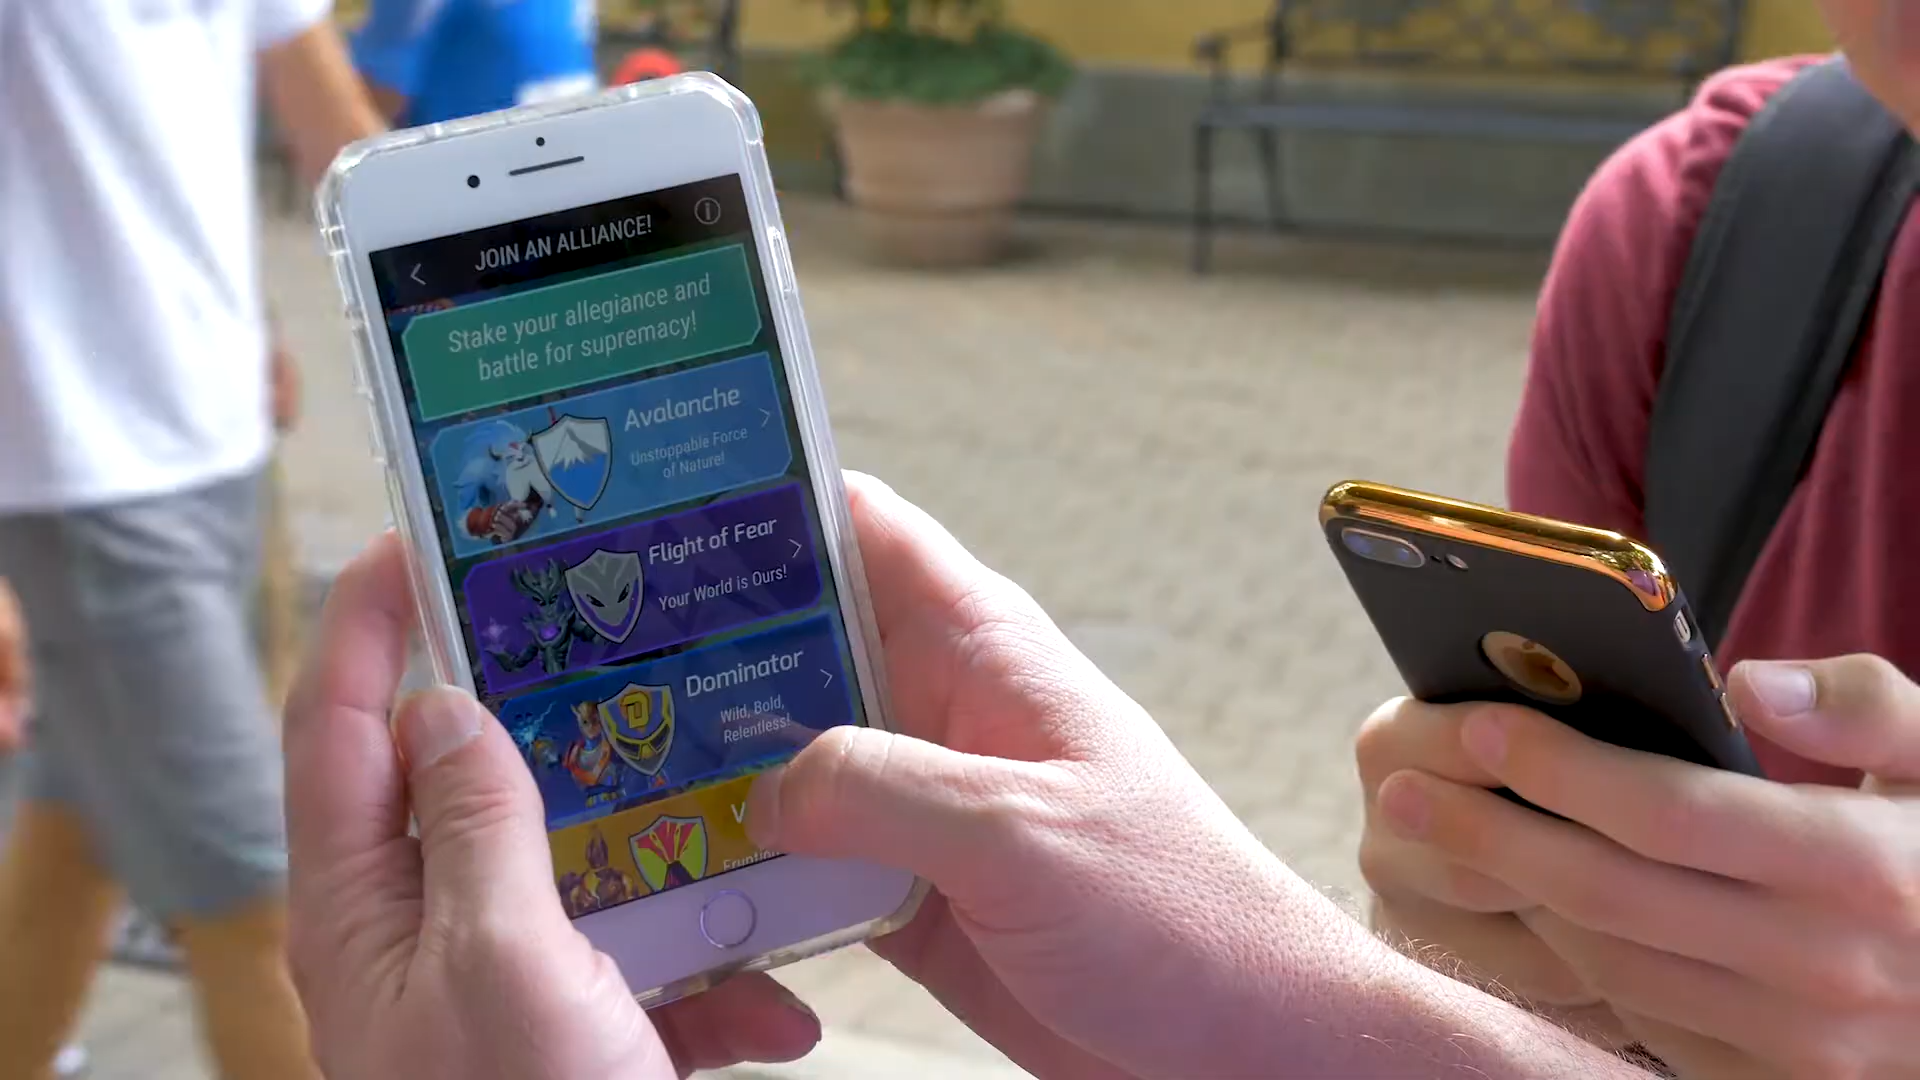 JOIN AN ALLIANCE!
Stake your allegiance and
battle for supremacy!
Avalanche
Unstoppable Force
of Nature!
Flight of Fear
Your World is Ours!
Dominator
Wild, Bold,
Relentless!
D